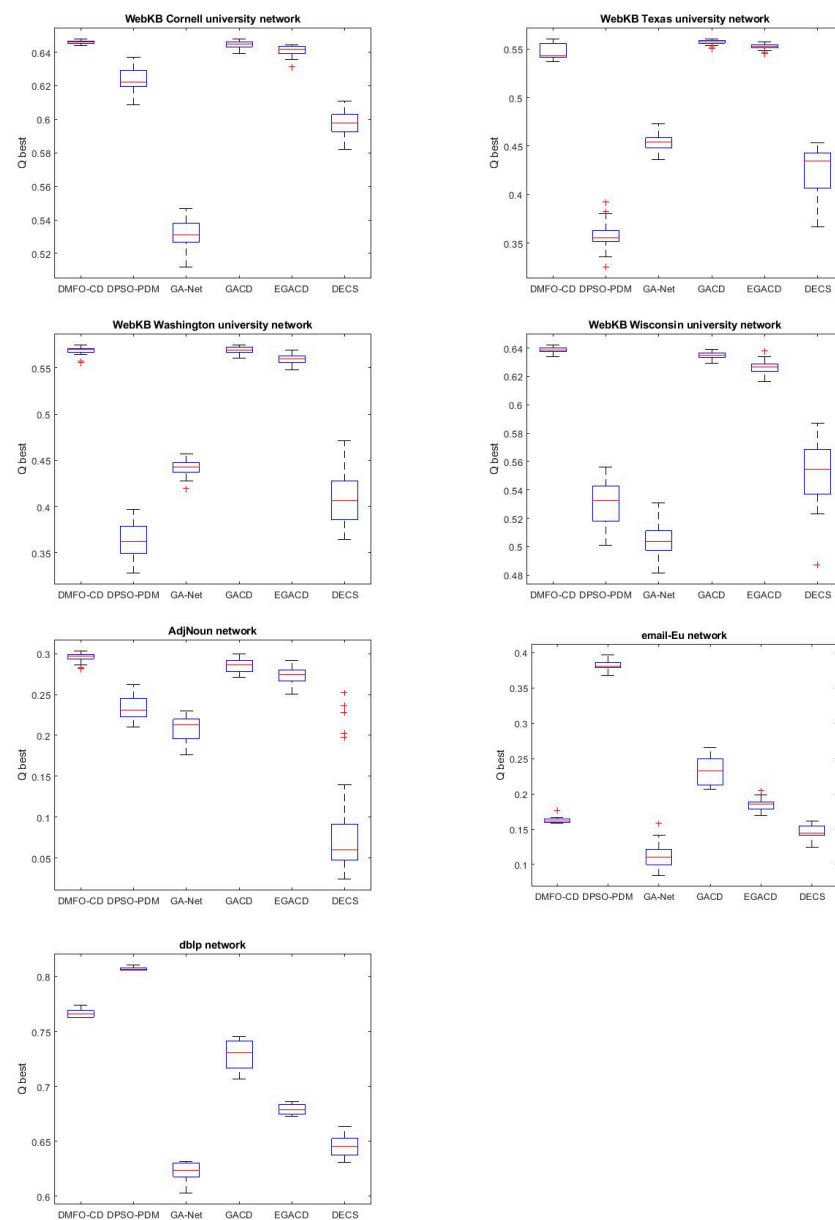 WebKB Cornell university network
0.64
0.62
0.6
0.58
0.56
0.54
0.52
Q best
DMFO-CD DPSO-PDM GA-Net GACD EGACD DECS
WebKB Texas university network
0.55
0.5
0.45
0.4
0.35
Q best
DMFO-CD DPSO-PDM GA-Net GACD EGACD DECS
WebKB Washington university network
0.55
0.5
0.45
0.4
0.35
Q best
DMFO-CD DPSO-PDM GA-Net GACD EGACD DECS
WebKB Wisconsin university network
0.64
0.62
0.6
0.58
0.56
0.54
0.52
0.5
0.48
Q best
DMFO-CD DPSO-PDM GA-Net GACD EGACD DECS
AdjNoun network
0.3
0.25
0.2
0.15
0.1
0.05
Q best
DMFO-CD DPSO-PDM GA-Net GACD EGACD DECS
email-Eu network
0.4
0.35
0.3
0.25
0.2
0.15
0.1
Q best
DMFO-CD DPSO-PDM GA-Net GACD EGACD DECS
dblp network
0.8
0.75
0.7
0.65
0.6
Q best
DMFO-CD DPSO-PDM GA-Net GACD EGACD DECS